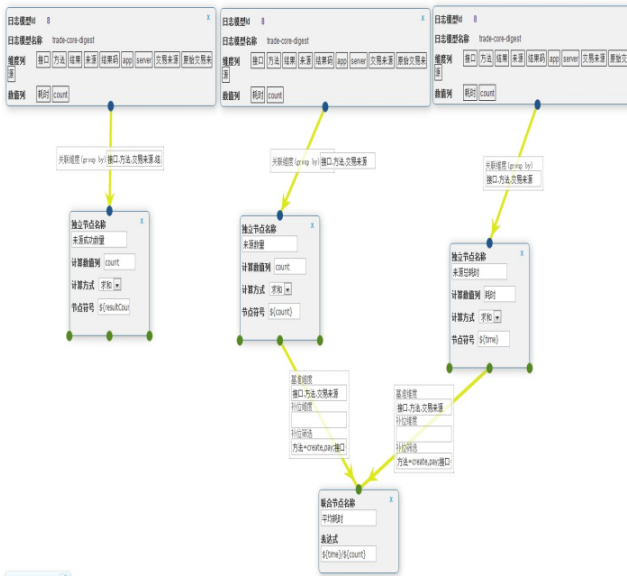 日志模型Id 8
日志模型名称 trade-core-digest
维度列 接口 方法 结果 来源 结果码 app server 交易来源 原始交易来
源
数值列 耗时 count
日志模型Id 8
日志模型名称 trade-core-digest
维度列 接口 方法 结果 来源 结果码 app server 交易来源 原始交易来
源
数值列 耗时 count
日志模型Id 8
日志模型名称 trade-core-digest
维度列 接口 方法 结果 来源 结果码 app server 交易来源 原始交
源
数值列 耗时 count
关联维度(group by) 接口.方法.交易来源.结
关联维度(group by) 接口.方法.交易来源
关联维度(group by)
接口.方法.交易来源
独立节点名称 x
来源成功数量
计算数值列 count
计算方式 求和
节点符号 ${resultCour
独立节点名称 x
来源数量
计算数值列 count
计算方式 求和
节点符号 ${count}
独立节点名称 x
来源总耗时
计算数值列 耗时
计算方式 求和
节点符号 ${time}
基准维度
接口.方法.交易来源
补位维度
补位筛选
方法=create,pay;接口
基准维度
接口.方法.交易来源
补位维度
补位筛选
方法=create,pay;接口
联合节点名称 x
平均耗时
表达式
${time}/${count}